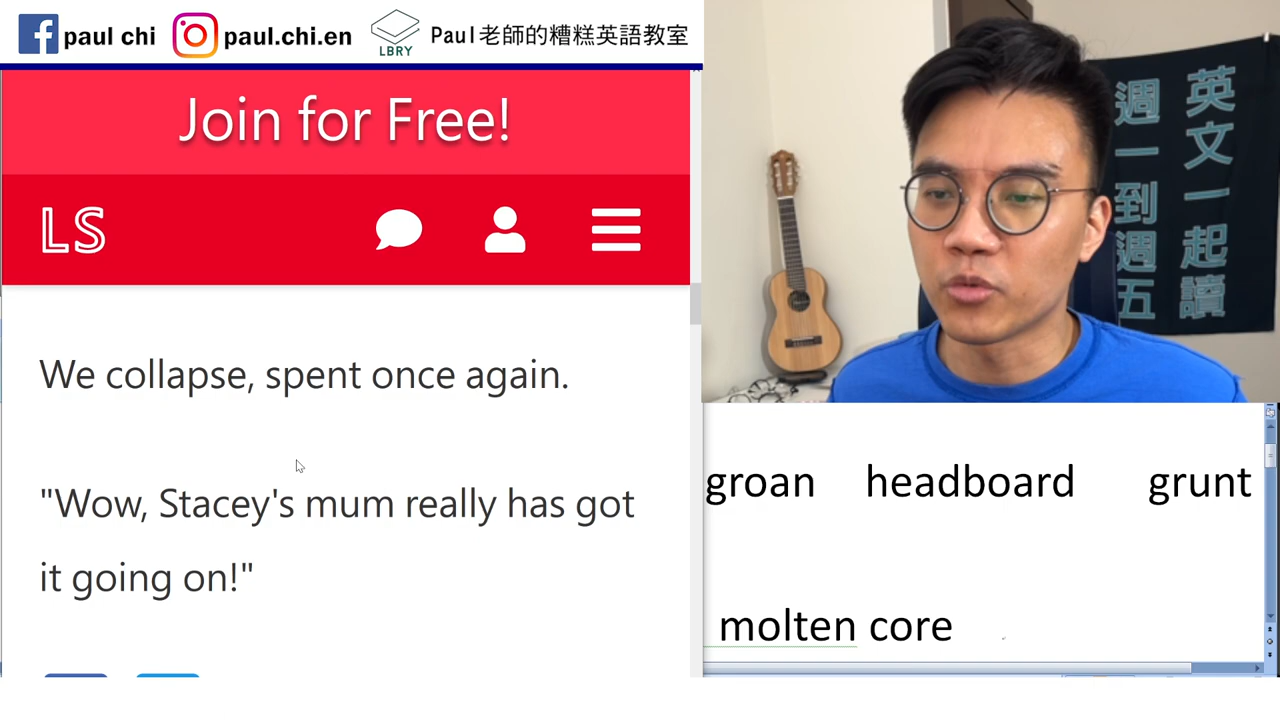 paul chi
paul.chi.en
LBRY
Paul老師的糟糕英語教室
Join for Free!
LS
We collapse, spent once again.
"Wow, Stacey's mum really has got
it going on!"
英文一起讀
週一到週五
groan headboard grunt
molten core